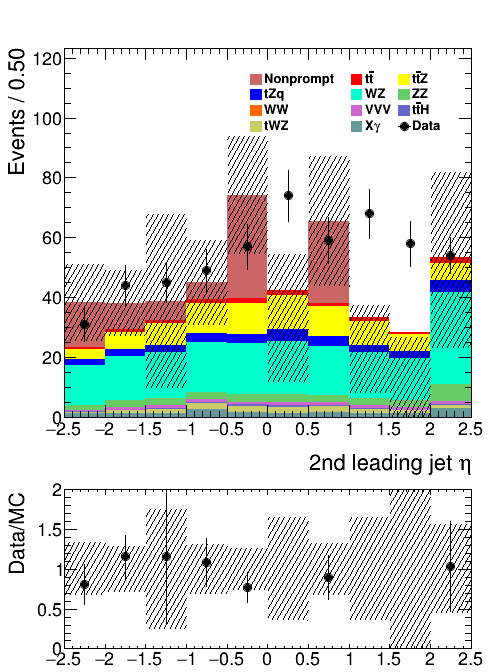 Events / 0.50
120
100
80
60
40
20
0
Nonprompt tt̄ tt̄Z
tZq WZ ZZ
WW VVV tt̄H
tWZ Xγ Data
−2.5 −2 −1.5 −1 −0.5 0 0.5 1 1.5 2 2.5
2nd leading jet η
Data/MC
2
1.5
1
0.5
0
−2.5 −2 −1.5 −1 −0.5 0 0.5 1 1.5 2 2.5